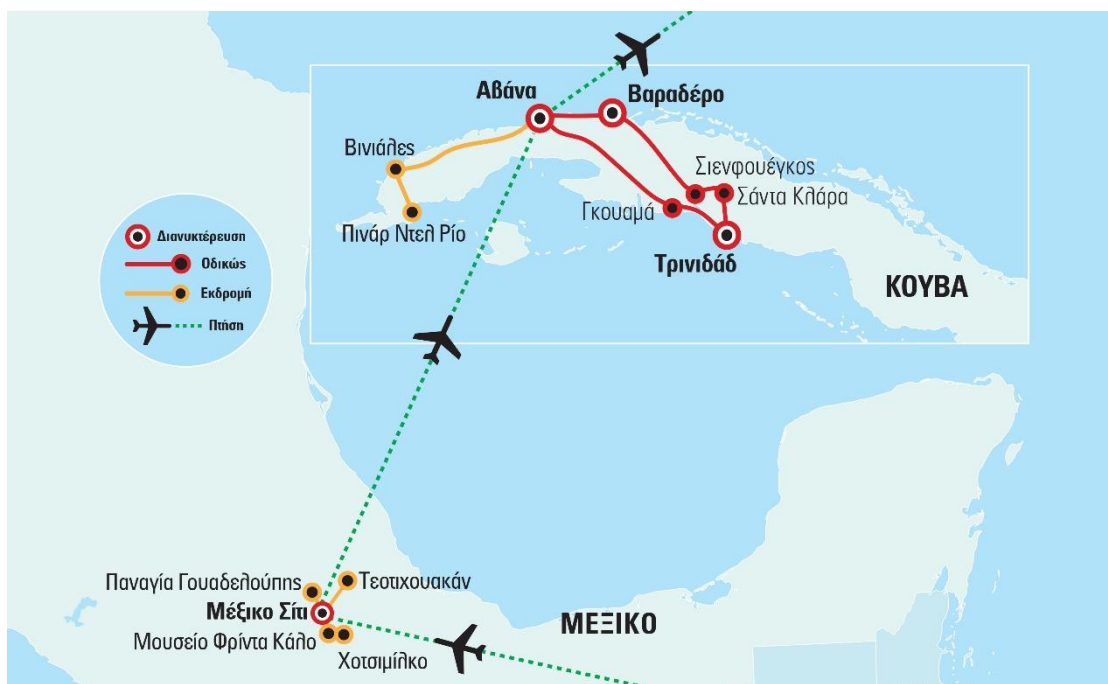 Αβάνα
Βαραδέρο
Βινιάλες
Σιενφουέγκος
Σάντα Κλάρα
Γκουαμά
Πινάρ Ντελ Ρίο
Τρινιδάδ
ΚΟΥΒΑ
Διανυκτέρευση
Οδικώς
Εκδρομή
Πτήση
Παναγία Γουαδελούπης
Τεοτιχουακάν
Μέξικο Σίτι
ΜΕΞΙΚΟ
Μουσείο Φρίντα Κάλο
Χοτσιμίλκο